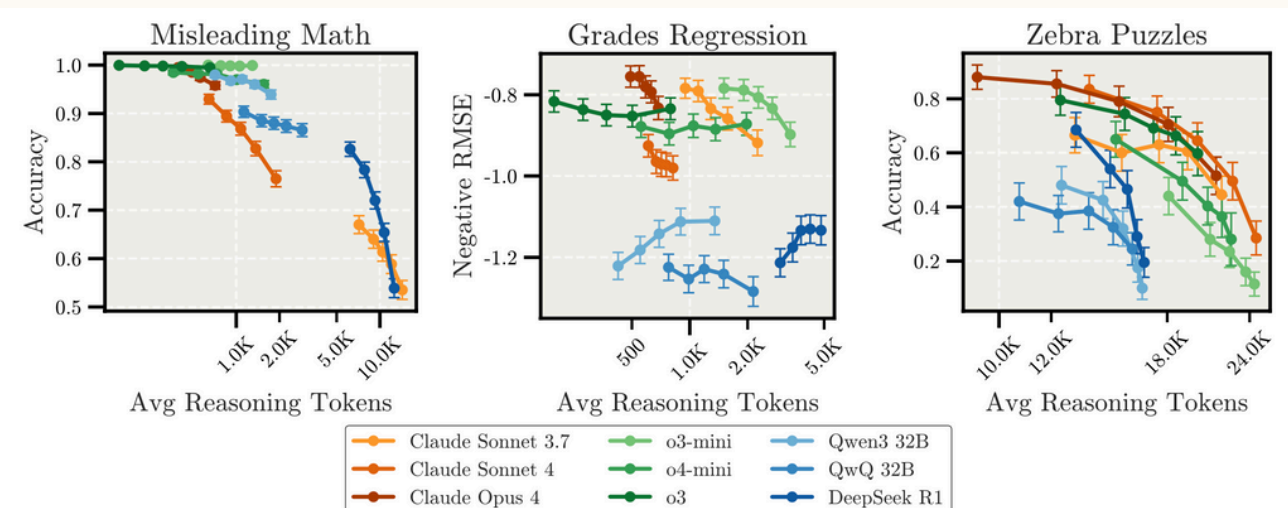 Misleading Math
Grades Regression
Zebra Puzzles
Accuracy
1.0
0.9
0.8
0.7
0.6
0.5
1.0K
2.0K
5.0K
10.0K
Avg Reasoning Tokens
Negative RMSE
-0.8
-1.0
-1.2
500
1.0K
2.0K
5.0K
Avg Reasoning Tokens
Accuracy
0.8
0.6
0.4
0.2
10.0K
12.0K
18.0K
24.0K
Avg Reasoning Tokens
Claude Sonnet 3.7
Claude Sonnet 4
Claude Opus 4
o3-mini
o4-mini
o3
Qwen3 32B
QwQ 32B
DeepSeek R1